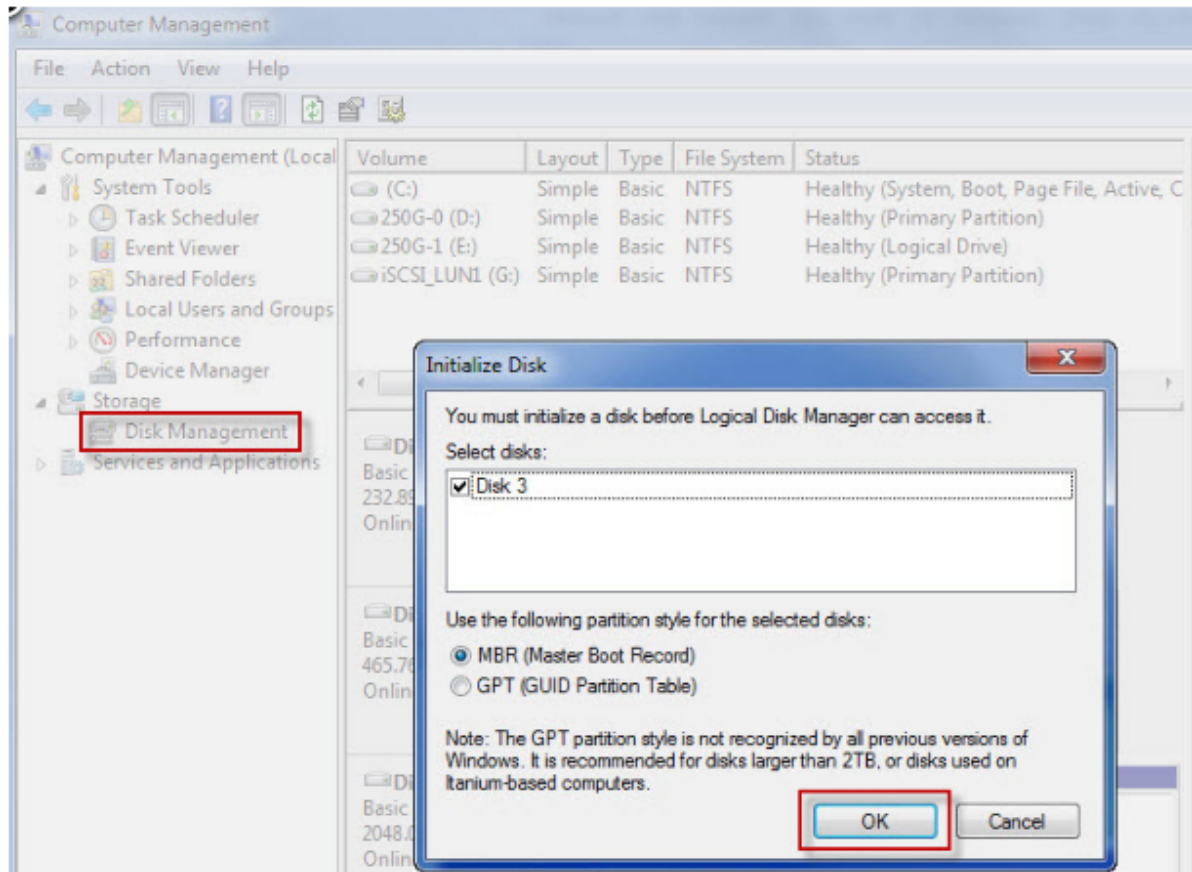 Computer Management
File Action View Help
Computer Management (Local
System Tools
Task Scheduler
Event Viewer
Shared Folders
Local Users and Groups
Performance
Device Manager
Storage
Disk Management
Services and Applications
Volume Layout Type File System Status
(C:) Simple Basic NTFS Healthy (System, Boot, Page File, Active, C
250G-0 (D:) Simple Basic NTFS Healthy (Primary Partition)
250G-1 (E:) Simple Basic NTFS Healthy (Logical Drive)
iSCSI_LUN1 (G:) Simple Basic NTFS Healthy (Primary Partition)
Di
Basic
232.89
Onlin
Di
Basic
465.76
Onlin
Di
Basic
2048.0
Onlin
Initialize Disk
You must initialize a disk before Logical Disk Manager can access it.
Select disks:
Disk 3
Use the following partition style for the selected disks:
MBR (Master Boot Record)
GPT (GUID Partition Table)
Note: The GPT partition style is not recognized by all previous versions of
Windows. It is recommended for disks larger than 2TB, or disks used on
Itanium-based computers.
OK Cancel